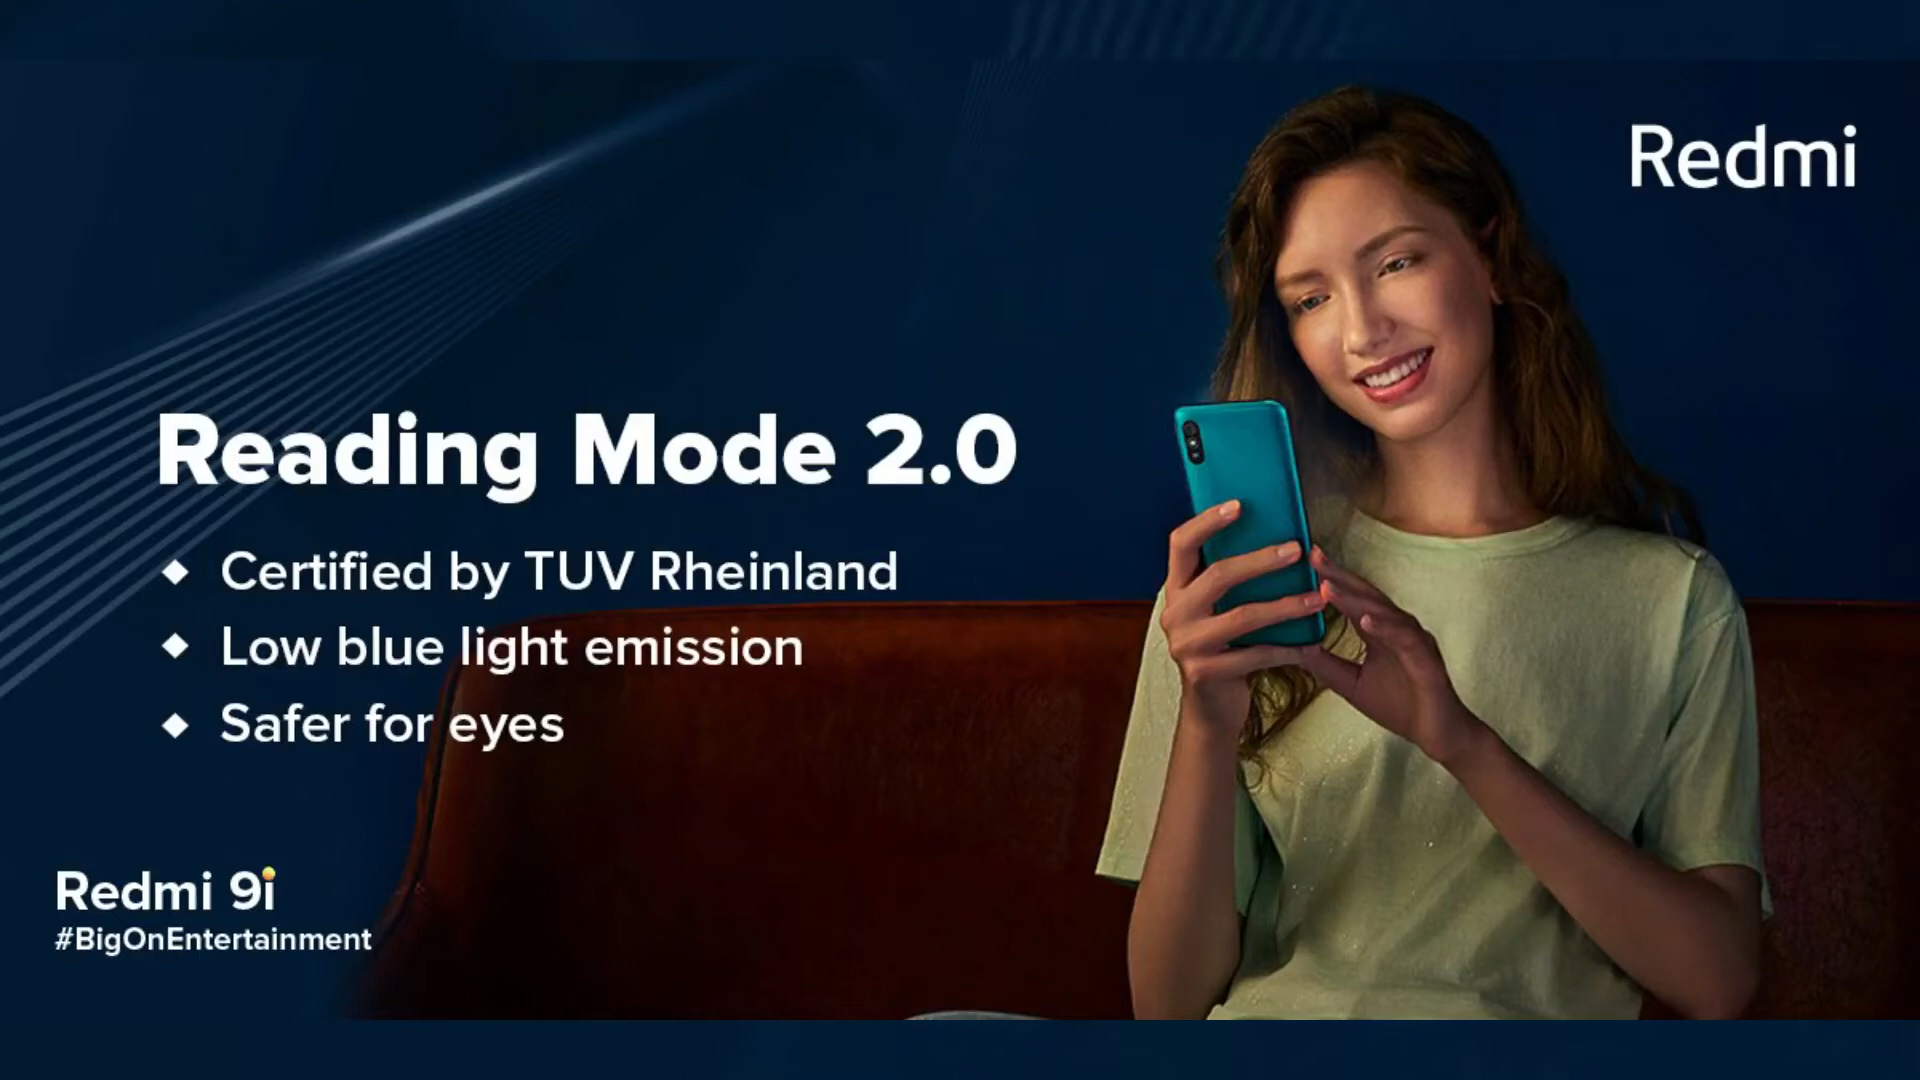 Redmi
Reading Mode 2.0
Certified by TUV Rheinland
Low blue light emission
Safer for eyes
Redmi 9i
#BigOnEntertainment